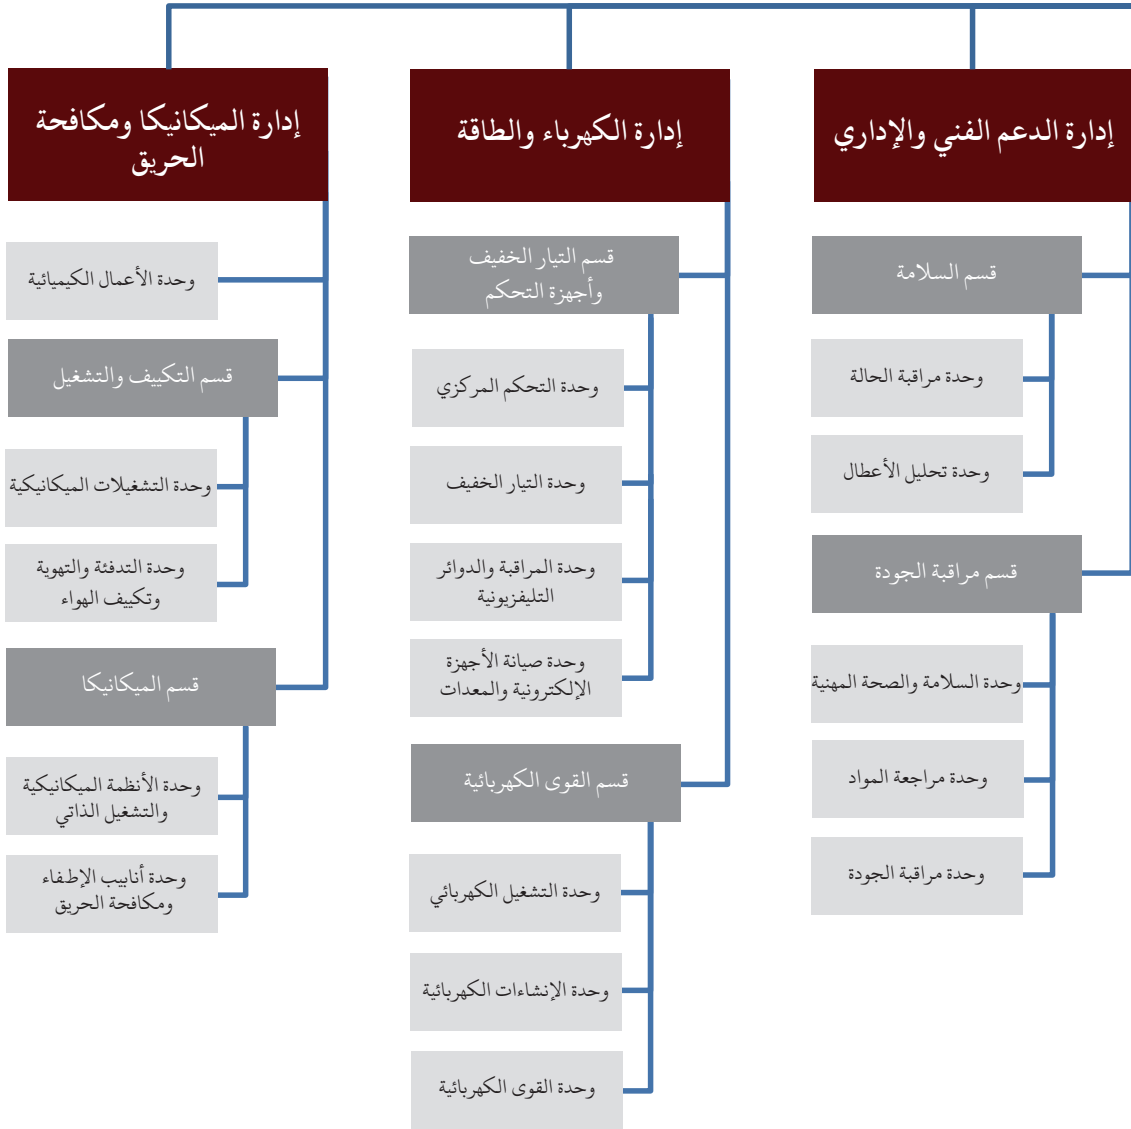 إدارة الدعم الفني والإداري
قسم السلامة
وحدة مراقبة الحالة
وحدة تحليل الأعطال
قسم مراقبة الجودة
وحدة السلامة والصحة المهنية
وحدة مراجعة المواد
وحدة مراقبة الجودة
إدارة الكهرباء والطاقة
قسم التيار الخفيف
وأجهزة التحكم
وحدة التحكم المركزي
وحدة التيار الخفيف
وحدة المراقبة والدوائر
التليفزيونية
وحدة صيانة الأجهزة
الإلكترونية والمعدات
قسم القوى الكهربائية
وحدة التشغيل الكهربائي
وحدة الإنشاءات الكهربائية
وحدة القوى الكهربائية
إدارة الميكانيكا ومكافحة
الحريق
وحدة الأعمال الكيميائية
قسم التكييف والتشغيل
وحدة التشغيلات الميكانيكية
وحدة التدفئة والتهوية
وتكييف الهواء
قسم الميكانيكا
وحدة الأنظمة الميكانيكية
والتشغيل الذاتي
وحدة أنابيب الإطفاء
ومكافحة الحريق